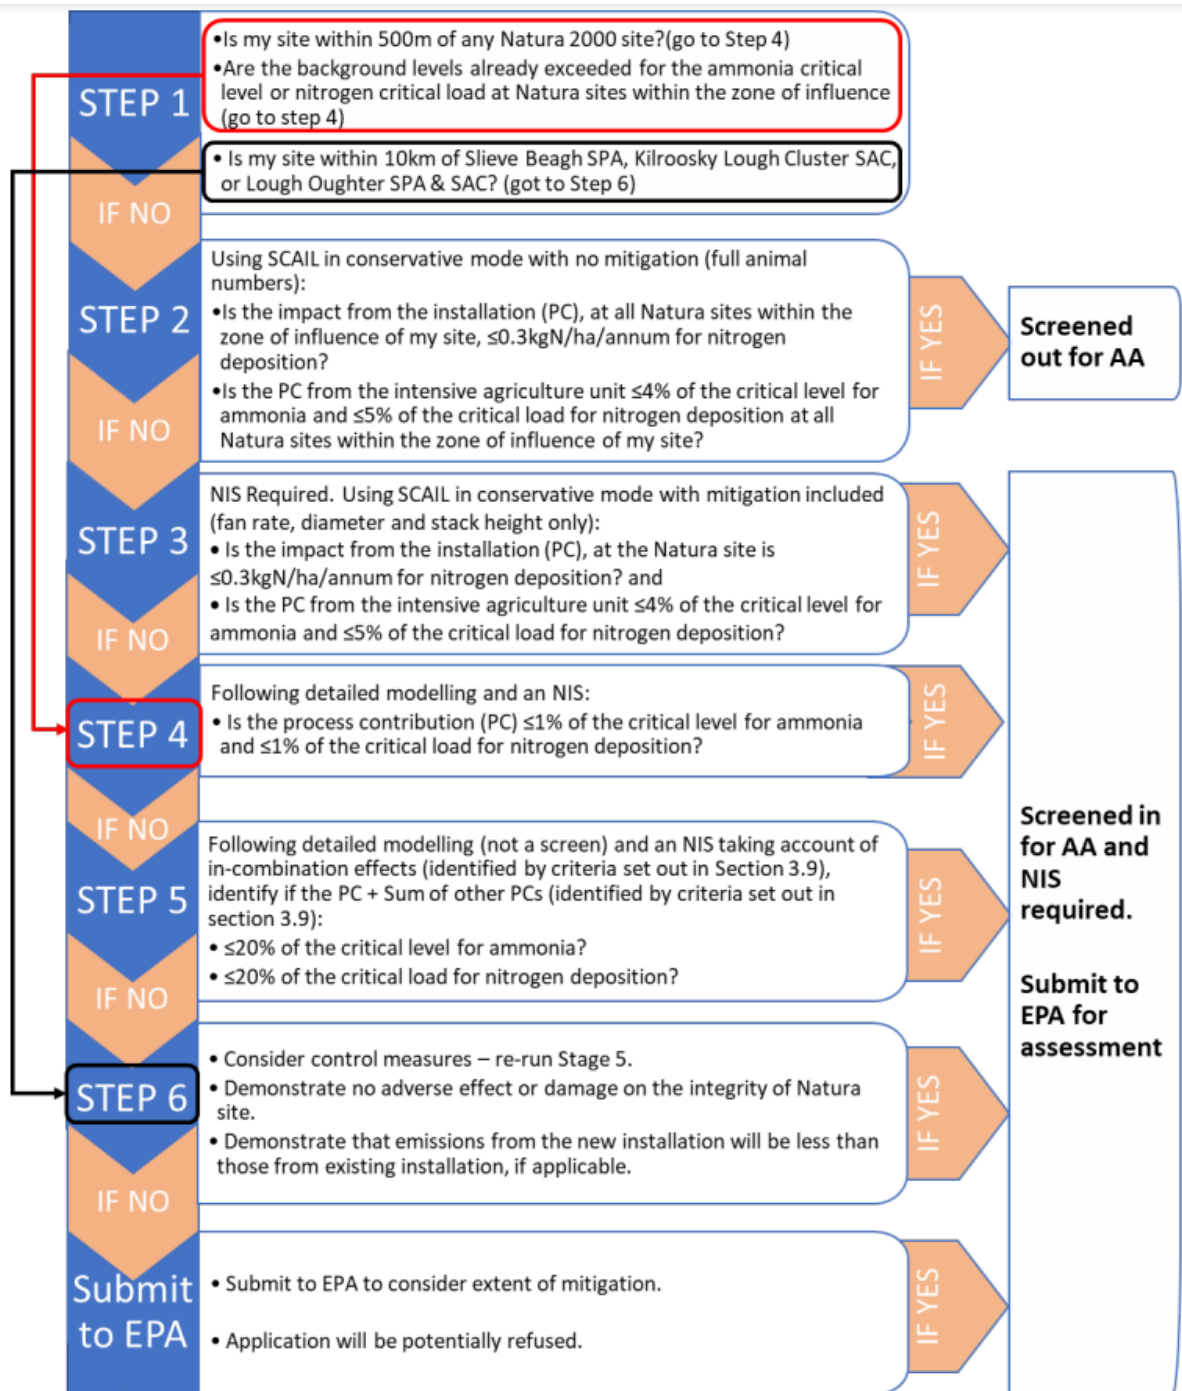 •Is my site within 500m of any Natura 2000 site?(go to Step 4)
•Are the background levels already exceeded for the ammonia critical
level or nitrogen critical load at Natura sites within the zone of influence
(go to step 4)
STEP 1
• Is my site within 10km of Slieve Beagh SPA, Kilroosky Lough Cluster SAC,
or Lough Oughter SPA & SAC? (got to Step 6)
IF NO
STEP 2
Using SCAIL in conservative mode with no mitigation (full animal
numbers):
•Is the impact from the installation (PC), at all Natura sites within the
zone of influence of my site, ≤0.3kgN/ha/annum for nitrogen
deposition?
•Is the PC from the intensive agriculture unit ≤4% of the critical level for
ammonia and ≤5% of the critical load for nitrogen deposition at all
Natura sites within the zone of influence of my site?
IF YES
Screened
out for AA
IF NO
STEP 3
NIS Required. Using SCAIL in conservative mode with mitigation included
(fan rate, diameter and stack height only):
• Is the impact from the installation (PC), at the Natura site is
≤0.3kgN/ha/annum for nitrogen deposition? and
• Is the PC from the intensive agriculture unit ≤4% of the critical level for
ammonia and ≤5% of the critical load for nitrogen deposition?
IF YES
IF NO
STEP 4
Following detailed modelling and an NIS:
• Is the process contribution (PC) ≤1% of the critical level for ammonia
and ≤1% of the critical load for nitrogen deposition?
IF YES
IF NO
STEP 5
Following detailed modelling (not a screen) and an NIS taking account of
in-combination effects (identified by criteria set out in Section 3.9),
identify if the PC + Sum of other PCs (identified by criteria set out in
section 3.9):
• ≤20% of the critical level for ammonia?
• ≤20% of the critical load for nitrogen deposition?
IF YES
Screened in
for AA and
NIS
required.
Submit to
EPA for
assessment
IF NO
STEP 6
• Consider control measures – re-run Stage 5.
• Demonstrate no adverse effect or damage on the integrity of Natura
site.
• Demonstrate that emissions from the new installation will be less than
those from existing installation, if applicable.
IF YES
IF NO
Submit
to EPA
• Submit to EPA to consider extent of mitigation.
• Application will be potentially refused.
IF YES